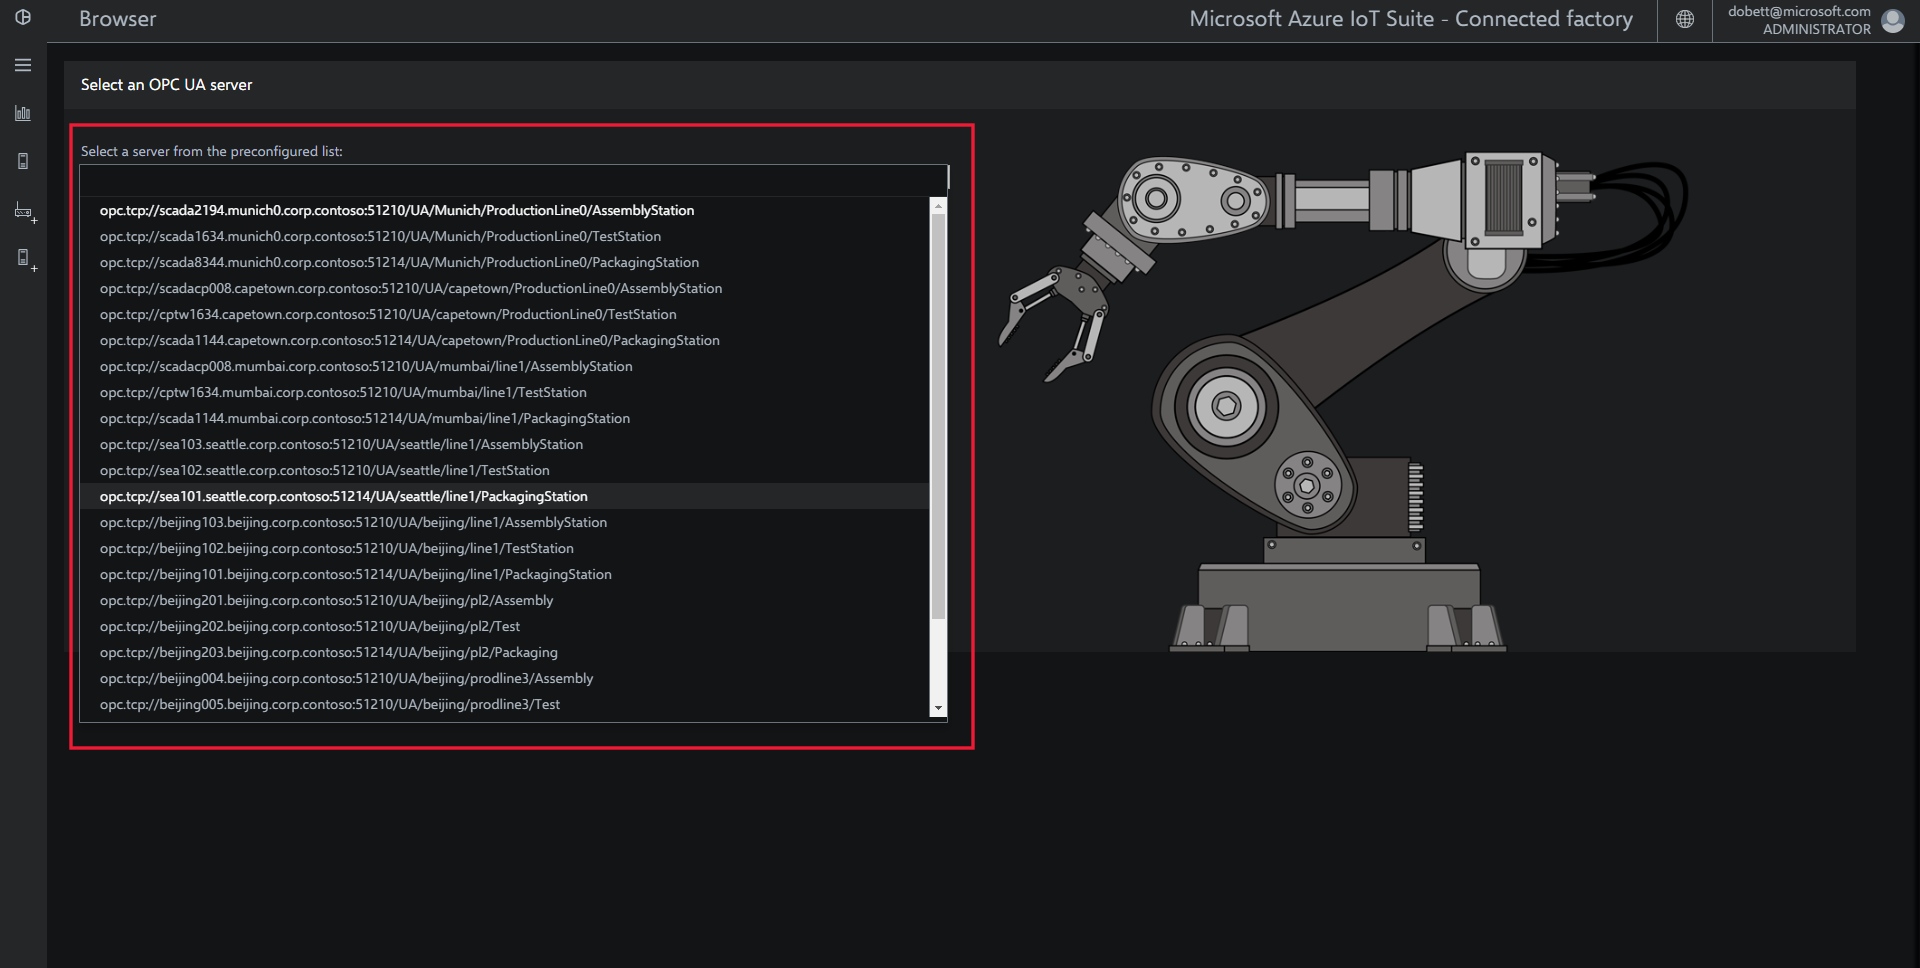 Browser
Microsoft Azure IoT Suite - Connected factory
dobett@microsoft.com
ADMINISTRATOR
Select an OPC UA server
Select a server from the preconfigured list:
opc.tcp://scada2194.munich0.corp.contoso:51210/UA/Munich/ProductionLine0/AssemblyStation
opc.tcp://scada1634.munich0.corp.contoso:51210/UA/Munich/ProductionLine0/TestStation
opc.tcp://scada8344.munich0.corp.contoso:51214/UA/Munich/ProductionLine0/PackagingStation
opc.tcp://scadacp008.capetown.corp.contoso:51210/UA/capetown/ProductionLine0/AssemblyStation
opc.tcp://cptw1634.capetown.corp.contoso:51210/UA/capetown/ProductionLine0/TestStation
opc.tcp://scada1144.capetown.corp.contoso:51214/UA/capetown/ProductionLine0/PackagingStation
opc.tcp://scadacp008.mumbai.corp.contoso:51210/UA/mumbai/line1/AssemblyStation
opc.tcp://cptw1634.mumbai.corp.contoso:51210/UA/mumbai/line1/TestStation
opc.tcp://scada1144.mumbai.corp.contoso:51214/UA/mumbai/line1/PackagingStation
opc.tcp://sea103.seattle.corp.contoso:51210/UA/seattle/line1/AssemblyStation
opc.tcp://sea102.seattle.corp.contoso:51210/UA/seattle/line1/TestStation
opc.tcp://sea101.seattle.corp.contoso:51214/UA/seattle/line1/PackagingStation
opc.tcp://beijing103.beijing.corp.contoso:51210/UA/beijing/line1/AssemblyStation
opc.tcp://beijing102.beijing.corp.contoso:51210/UA/beijing/line1/TestStation
opc.tcp://beijing101.beijing.corp.contoso:51214/UA/beijing/line1/PackagingStation
opc.tcp://beijing201.beijing.corp.contoso:51210/UA/beijing/pl2/Assembly
opc.tcp://beijing202.beijing.corp.contoso:51210/UA/beijing/pl2/Test
opc.tcp://beijing203.beijing.corp.contoso:51214/UA/beijing/pl2/Packaging
opc.tcp://beijing004.beijing.corp.contoso:51210/UA/beijing/prodline3/Assembly
opc.tcp://beijing005.beijing.corp.contoso:51210/UA/beijing/prodline3/Test